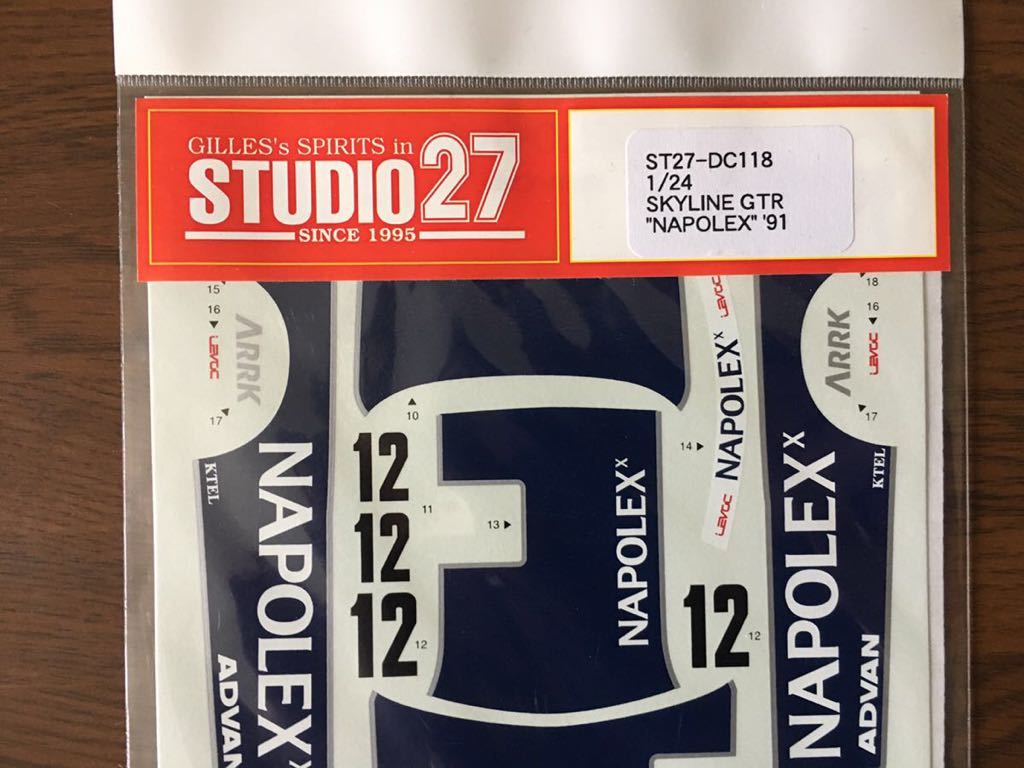 GILLES's SPIRITS in
STUDIO27
SINCE 1995
ST27-DC118
1/24
SKYLINE GTR
"NAPOLEX" '91
15
16
ARRK
17
KTEL
NAPOLEX X
ADVAN
10
12
11
12
12
12
13
NAPOLEX X
14
NAPOLEX X
12
12
18
16
ARRK
17
KTEL
NAPOLEX X
ADVAN